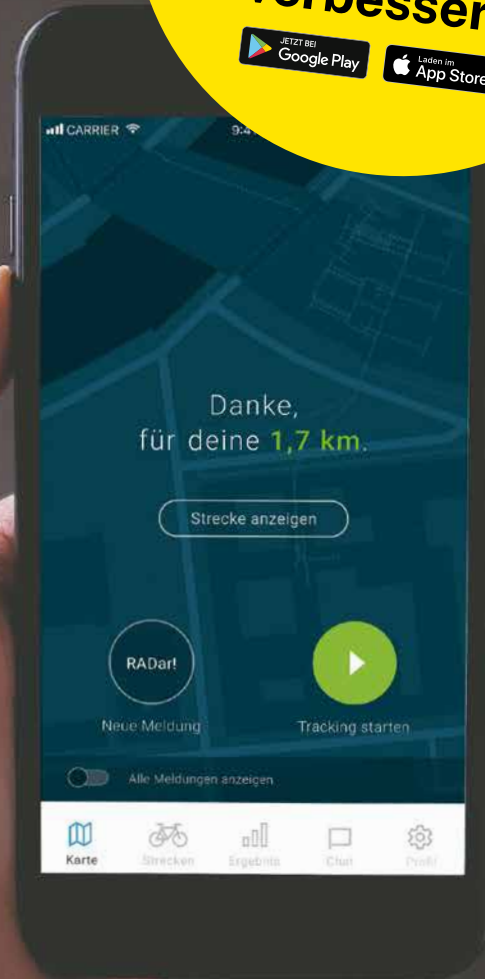 JETZT BEI
Google Play
Laden im
App Store
CARRIER
Danke,
für deine 1,7 km.
Strecke anzeigen
RADar!
Neue Meldung
Tracking starten
Alle Meldungen anzeigen
Karte
Strecken
Ergebnis
Chat
Profil